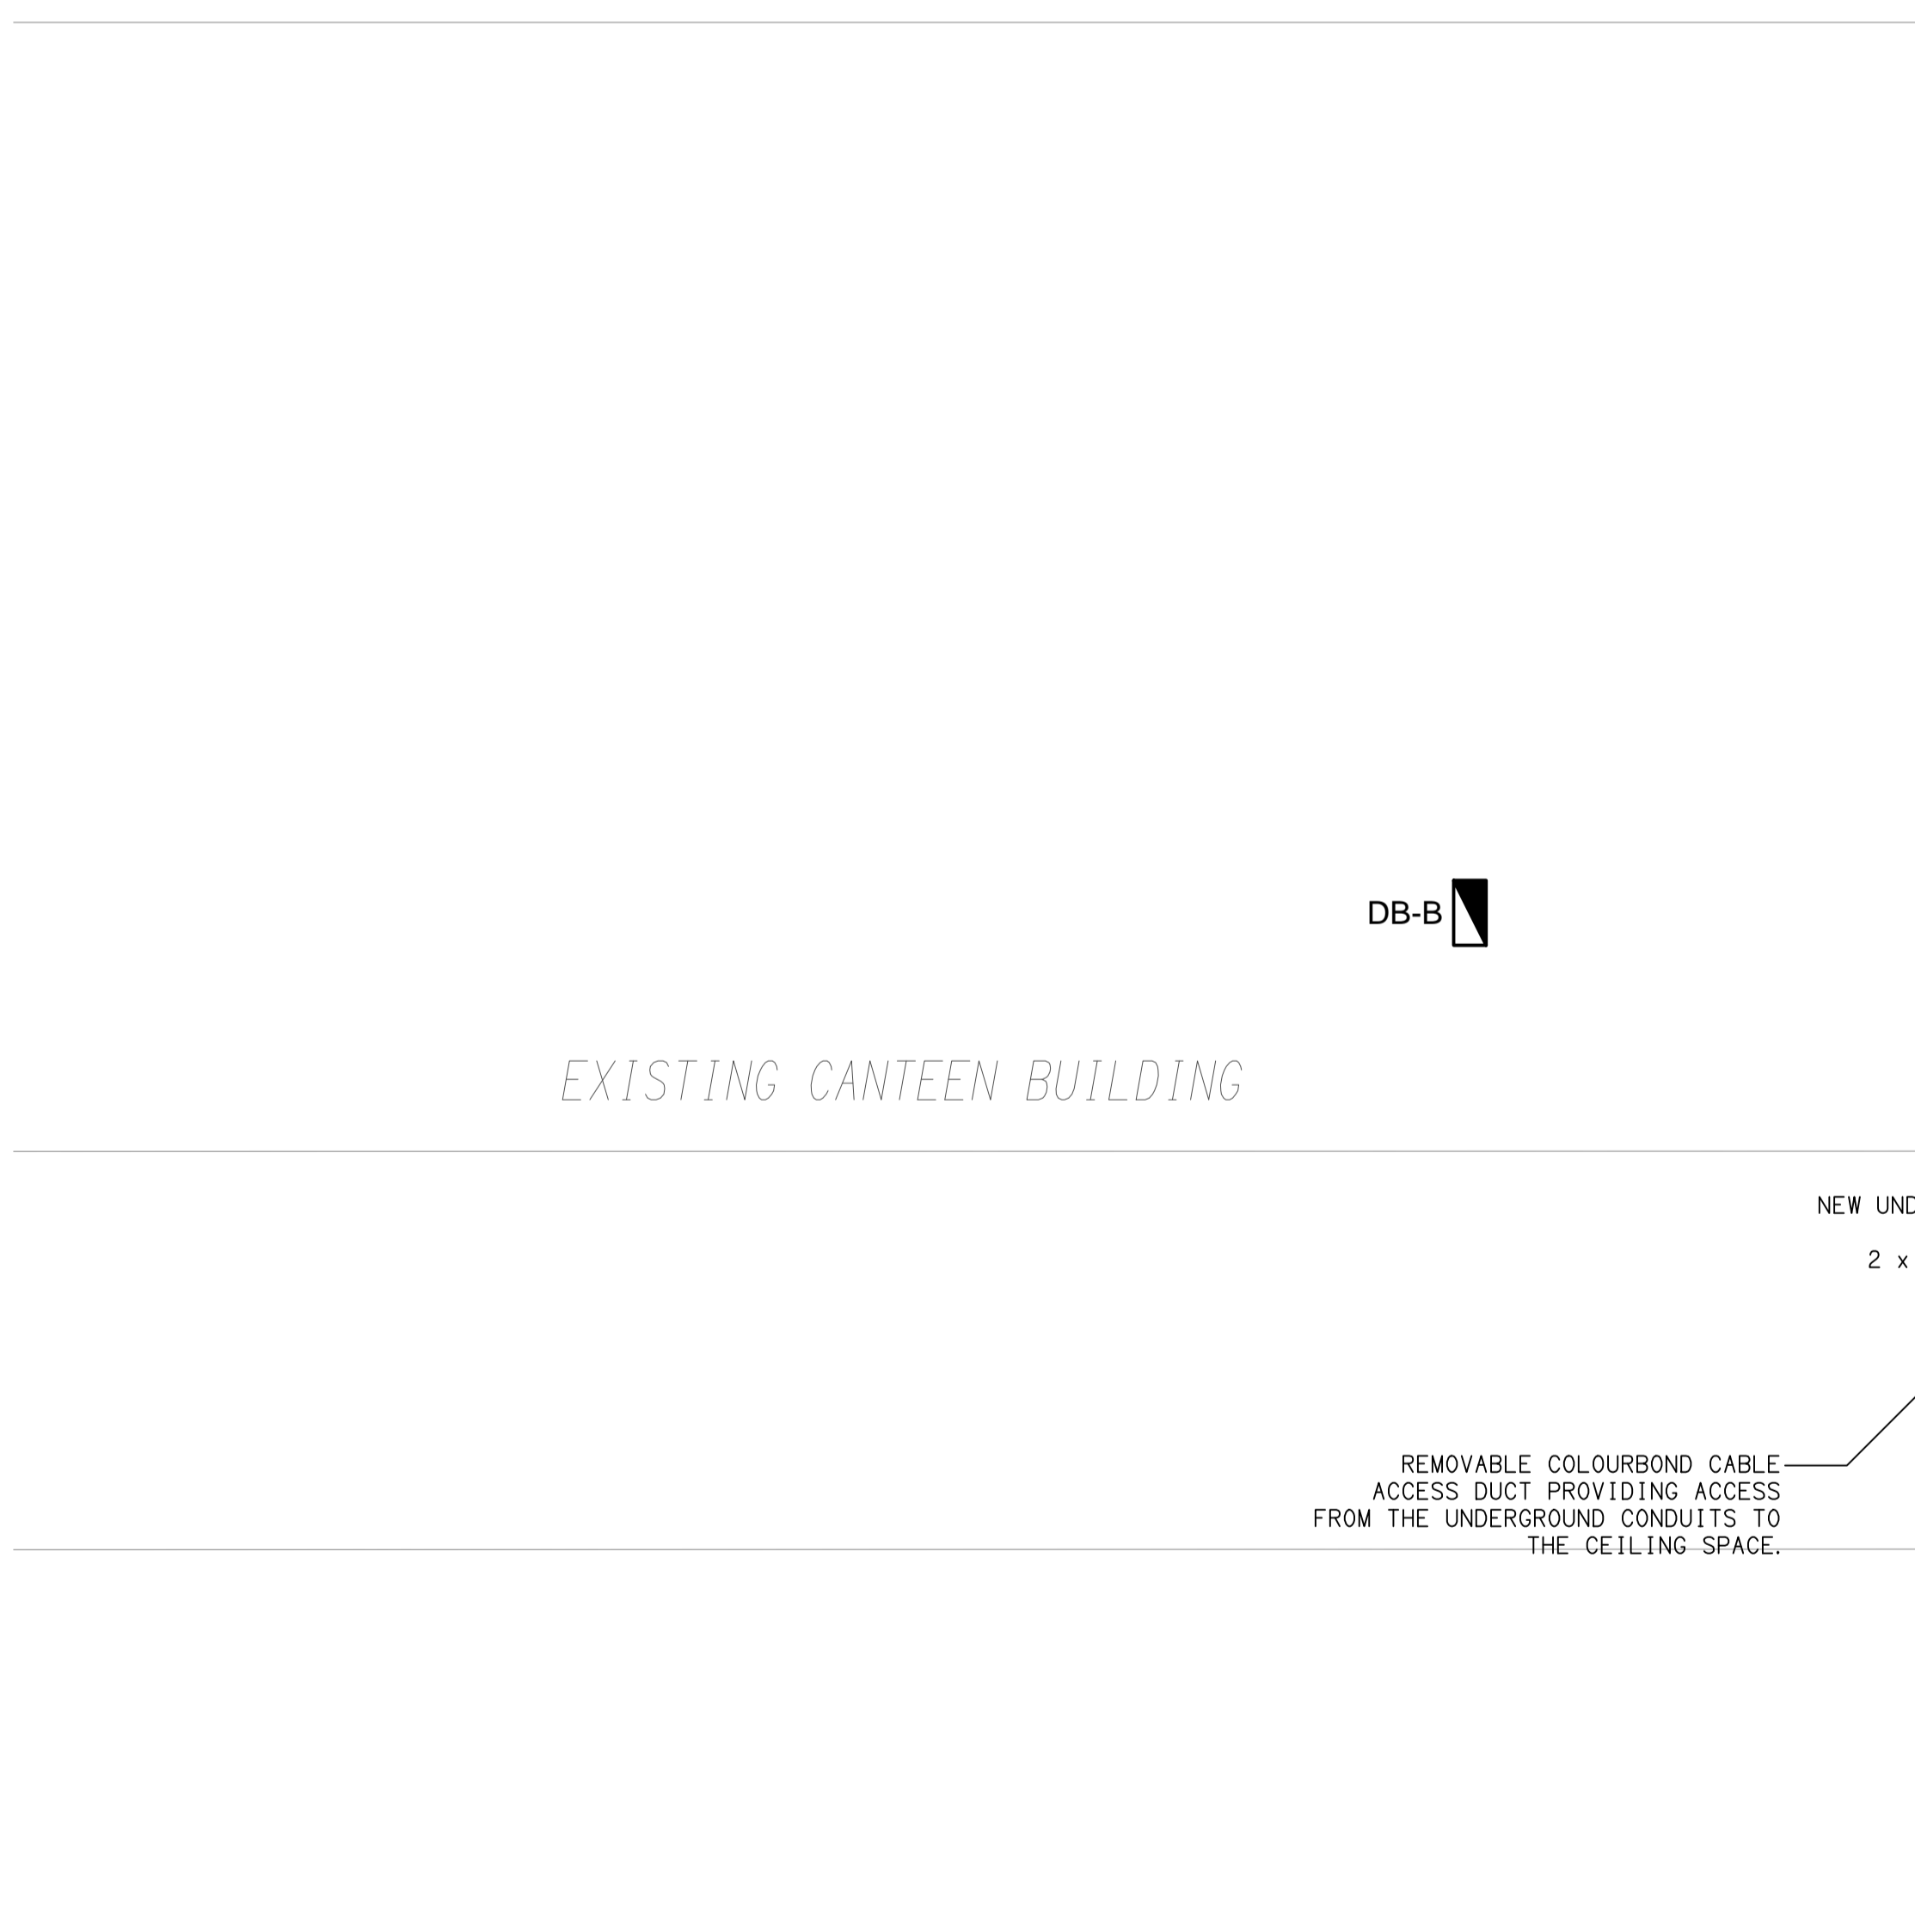 DB-B
EXISTING CANTEEN BUILDING
NEW
2 x
REMOVABLE COLOURBOND CABLE
ACCESS DUCT PROVIDING ACCESS
FROM THE UNDERGROUND CONDUITS TO
THE CEILING SPACE.